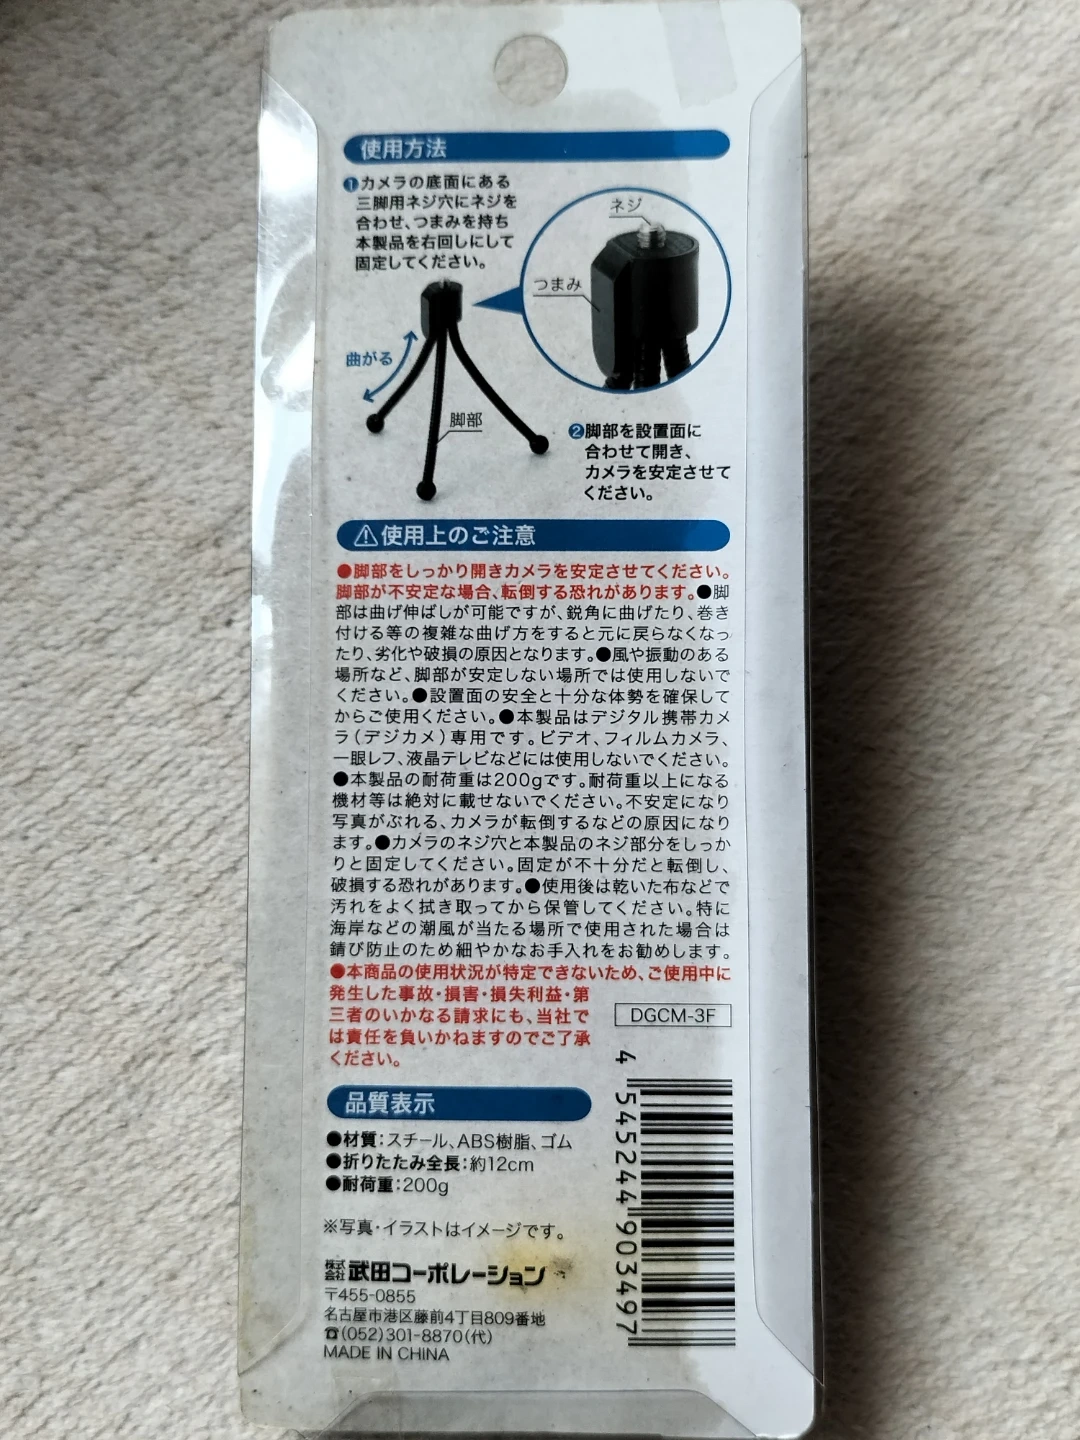 使用方法
❶カメラの底面にある
三脚用ネジ穴にネジを
合わせ、つまみを持ち
本製品を右回しにして
固定してください。
ネジ
つまみ
曲がる
脚部
❷脚部を設置面に
合わせて開き、
カメラを安定させて
ください。
⚠使用上のご注意
●脚部をしっかり開きカメラを安定させてください。
脚部が不安定な場合、転倒する恐れがあります。●脚
部は曲げ伸ばしが可能ですが、鋭角に曲げたり、巻き
付ける等の複雑な曲げ方をすると元に戻らなくなっ
たり、劣化や破損の原因となります。●風や振動のある
場所など、脚部が安定しない場所では使用しないで
ください。●設置面の安全と十分な体勢を確保して
からご使用ください。●本製品はデジタル携帯カメ
ラ(デジカメ)専用です。ビデオ、フィルムカメラ、
一眼レフ、液晶テレビなどには使用しないでください。
●本製品の耐荷重は200gです。耐荷重以上になる
機材等は絶対に載せないでください。不安定になり
写真がぶれる、カメラが転倒するなどの原因になり
ます。●カメラのネジ穴と本製品のネジ部分をしっか
りと固定してください。固定が不十分だと転倒し、
破損する恐れがあります。●使用後は乾いた布などで
汚れをよく拭き取ってから保管してください。特に
海岸などの潮風が当たる場所で使用された場合は
錆び防止のため細やかなお手入れをお勧めします。
●本商品の使用状況が特定できないため、ご使用中に
発生した事故・損害・損失利益・第
三者のいかなる請求にも、当社で
は責任を負いかねますのでご了承
ください。
DGCM-3F
4 545244 903497
品質表示
●材質:スチール、ABS樹脂、ゴム
●折りたたみ全長:約12cm
●耐荷重:200g
※写真・イラストはイメージです。
株式会社 武田コーポレーション
〒455-0855
名古屋市港区藤前4丁目809番地
☎(052)301-8870(代)
MADE IN CHINA